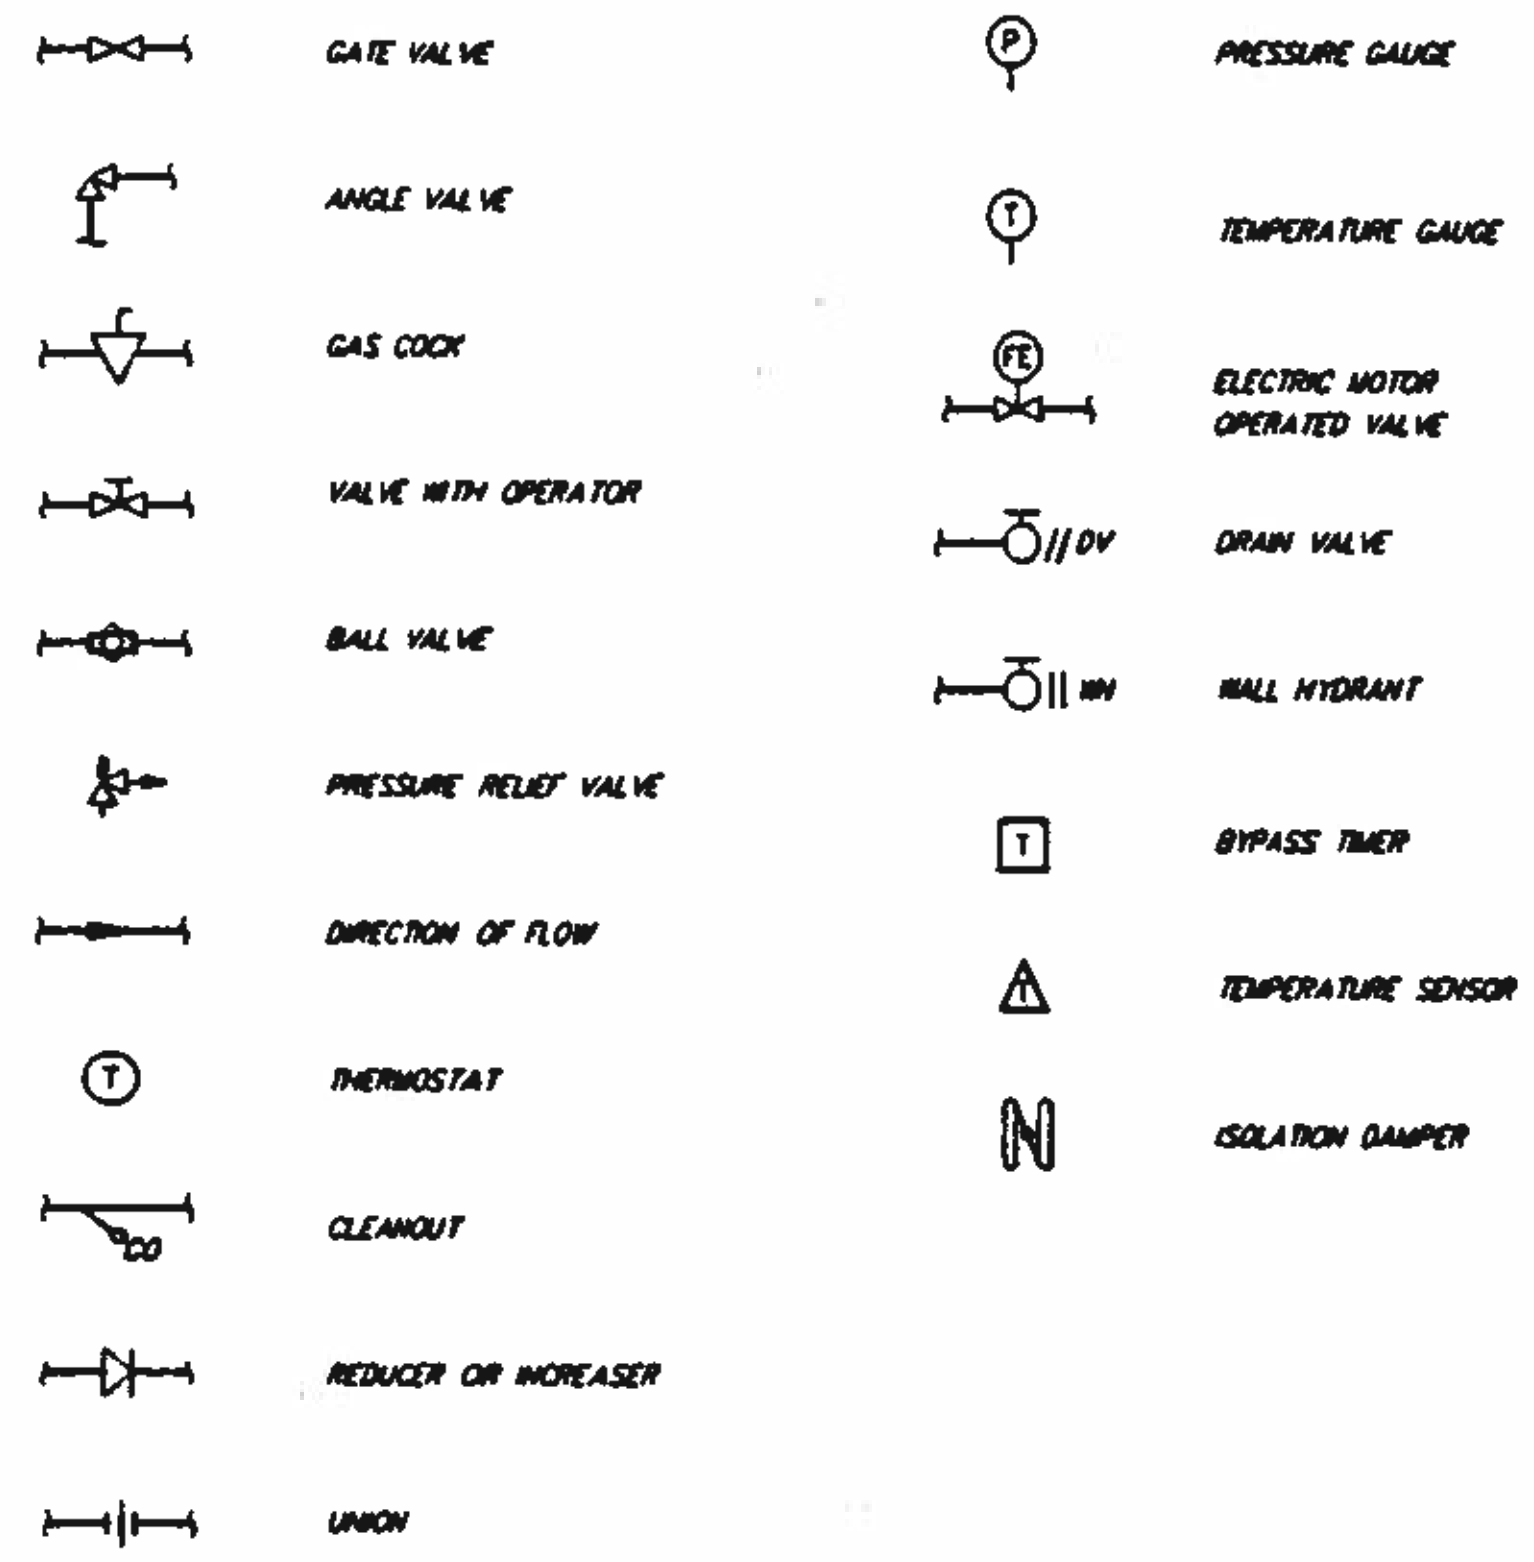 GATE VALVE
ANGLE VALVE
GAS COCK
VALVE WITH OPERATOR
BALL VALVE
PRESSURE RELIEF VALVE
DIRECTION OF FLOW
T
THERMOSTAT
CO
CLEANOUT
REDUCER OR INCREASER
UNION
P
PRESSURE GAUGE
T
TEMPERATURE GAUGE
FE
ELECTRIC MOTOR
OPERATED VALVE
// DV
DRAIN VALVE
|| WH
WALL HYDRANT
T
BYPASS TIMER
T
TEMPERATURE SENSOR
ISOLATION DAMPER